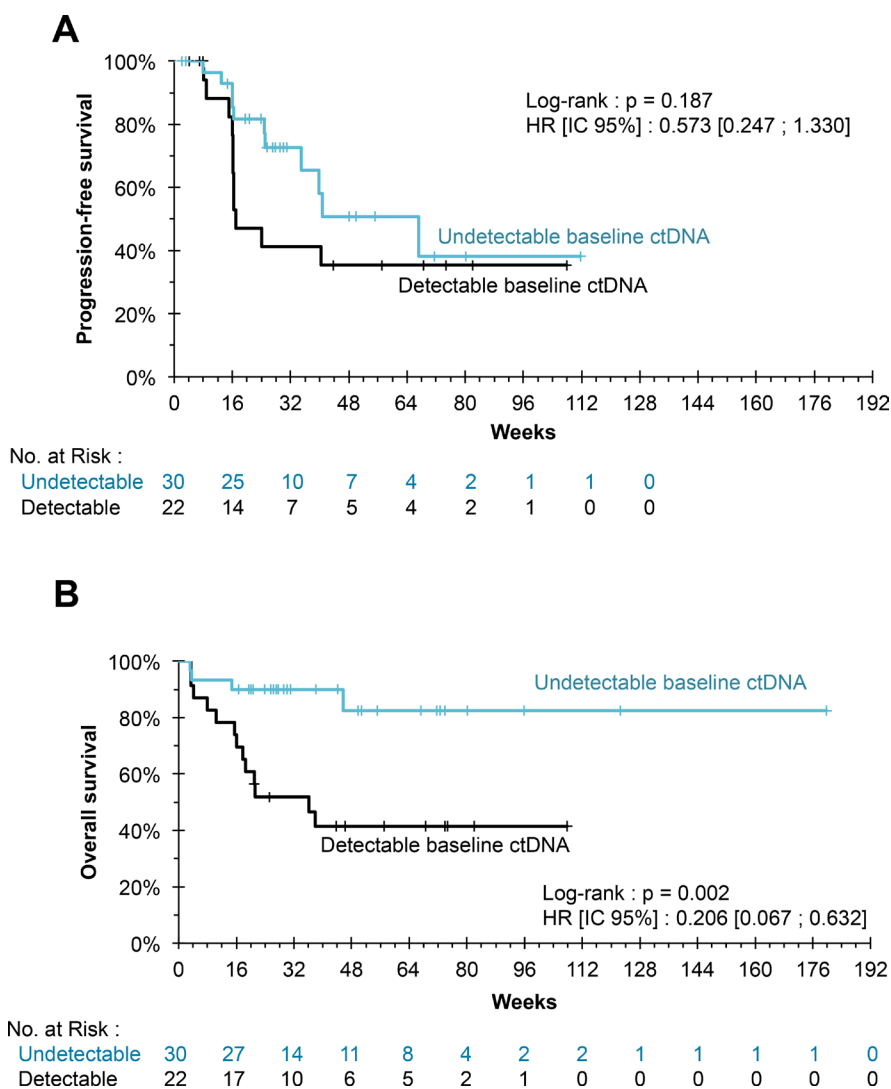 A
100%
80%
60%
40%
20%
0%
Progression-free survival
Log-rank : p = 0.187
HR [IC 95%] : 0.573 [0.247 ; 1.330]
Undetectable baseline ctDNA
Detectable baseline ctDNA
0 16 32 48 64 80 96 112 128 144 160 176 192
Weeks
No. at Risk :
Undetectable 30 25 10 7 4 2 1 1 0
Detectable 22 14 7 5 4 2 1 0 0
B
100%
80%
60%
40%
20%
0%
Overall survival
Undetectable baseline ctDNA
Detectable baseline ctDNA
Log-rank : p = 0.002
HR [IC 95%] : 0.206 [0.067 ; 0.632]
0 16 32 48 64 80 96 112 128 144 160 176 192
Weeks
No. at Risk :
Undetectable 30 27 14 11 8 4 2 2 1 1 1 1 0
Detectable 22 17 10 6 5 2 1 0 0 0 0 0 0